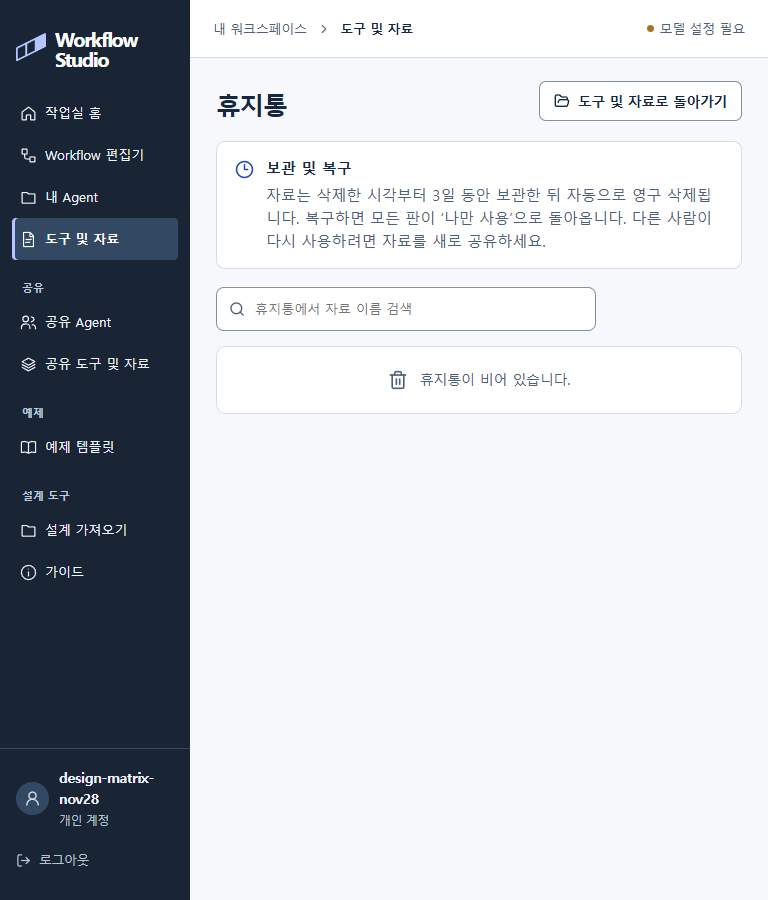 Workflow
Studio
작업실 홈
Workflow 편집기
내 Agent
도구 및 자료
공유
공유 Agent
공유 도구 및 자료
예제
예제 템플릿
설계 도구
설계 가져오기
가이드
design-matrix-
nov28
개인 계정
로그아웃
내 워크스페이스 > 도구 및 자료
모델 설정 필요
휴지통
도구 및 자료로 돌아가기
보관 및 복구
자료는 삭제한 시각부터 3일 동안 보관한 뒤 자동으로 영구 삭제됩
니다. 복구하면 모든 판이 ‘나만 사용’으로 돌아옵니다. 다른 사람이
다시 사용하려면 자료를 새로 공유하세요.
휴지통에서 자료 이름 검색
휴지통이 비어 있습니다.